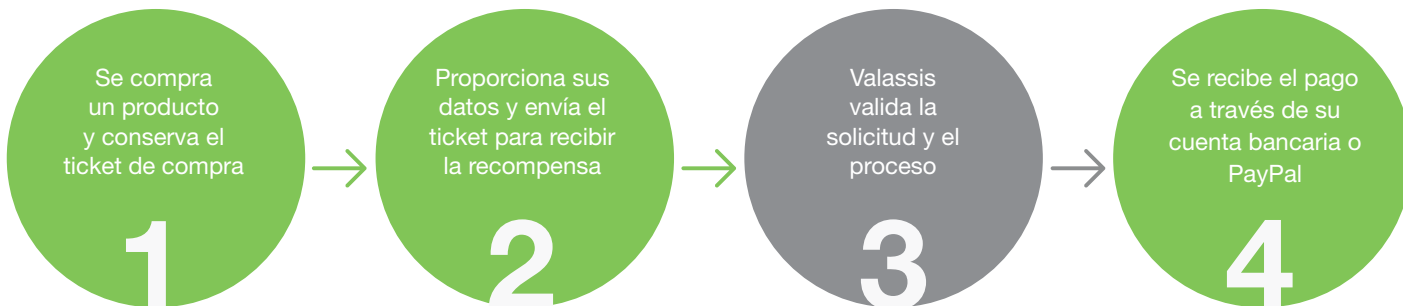 Se compra
un producto
y conserva el
ticket de compra
1
Proporciona sus
datos y envía el
ticket para recibir
la recompensa
2
Valassis
valida la
solicitud y el
proceso
3
Se recibe el pago
a través de su
cuenta bancaria o
PayPal
4